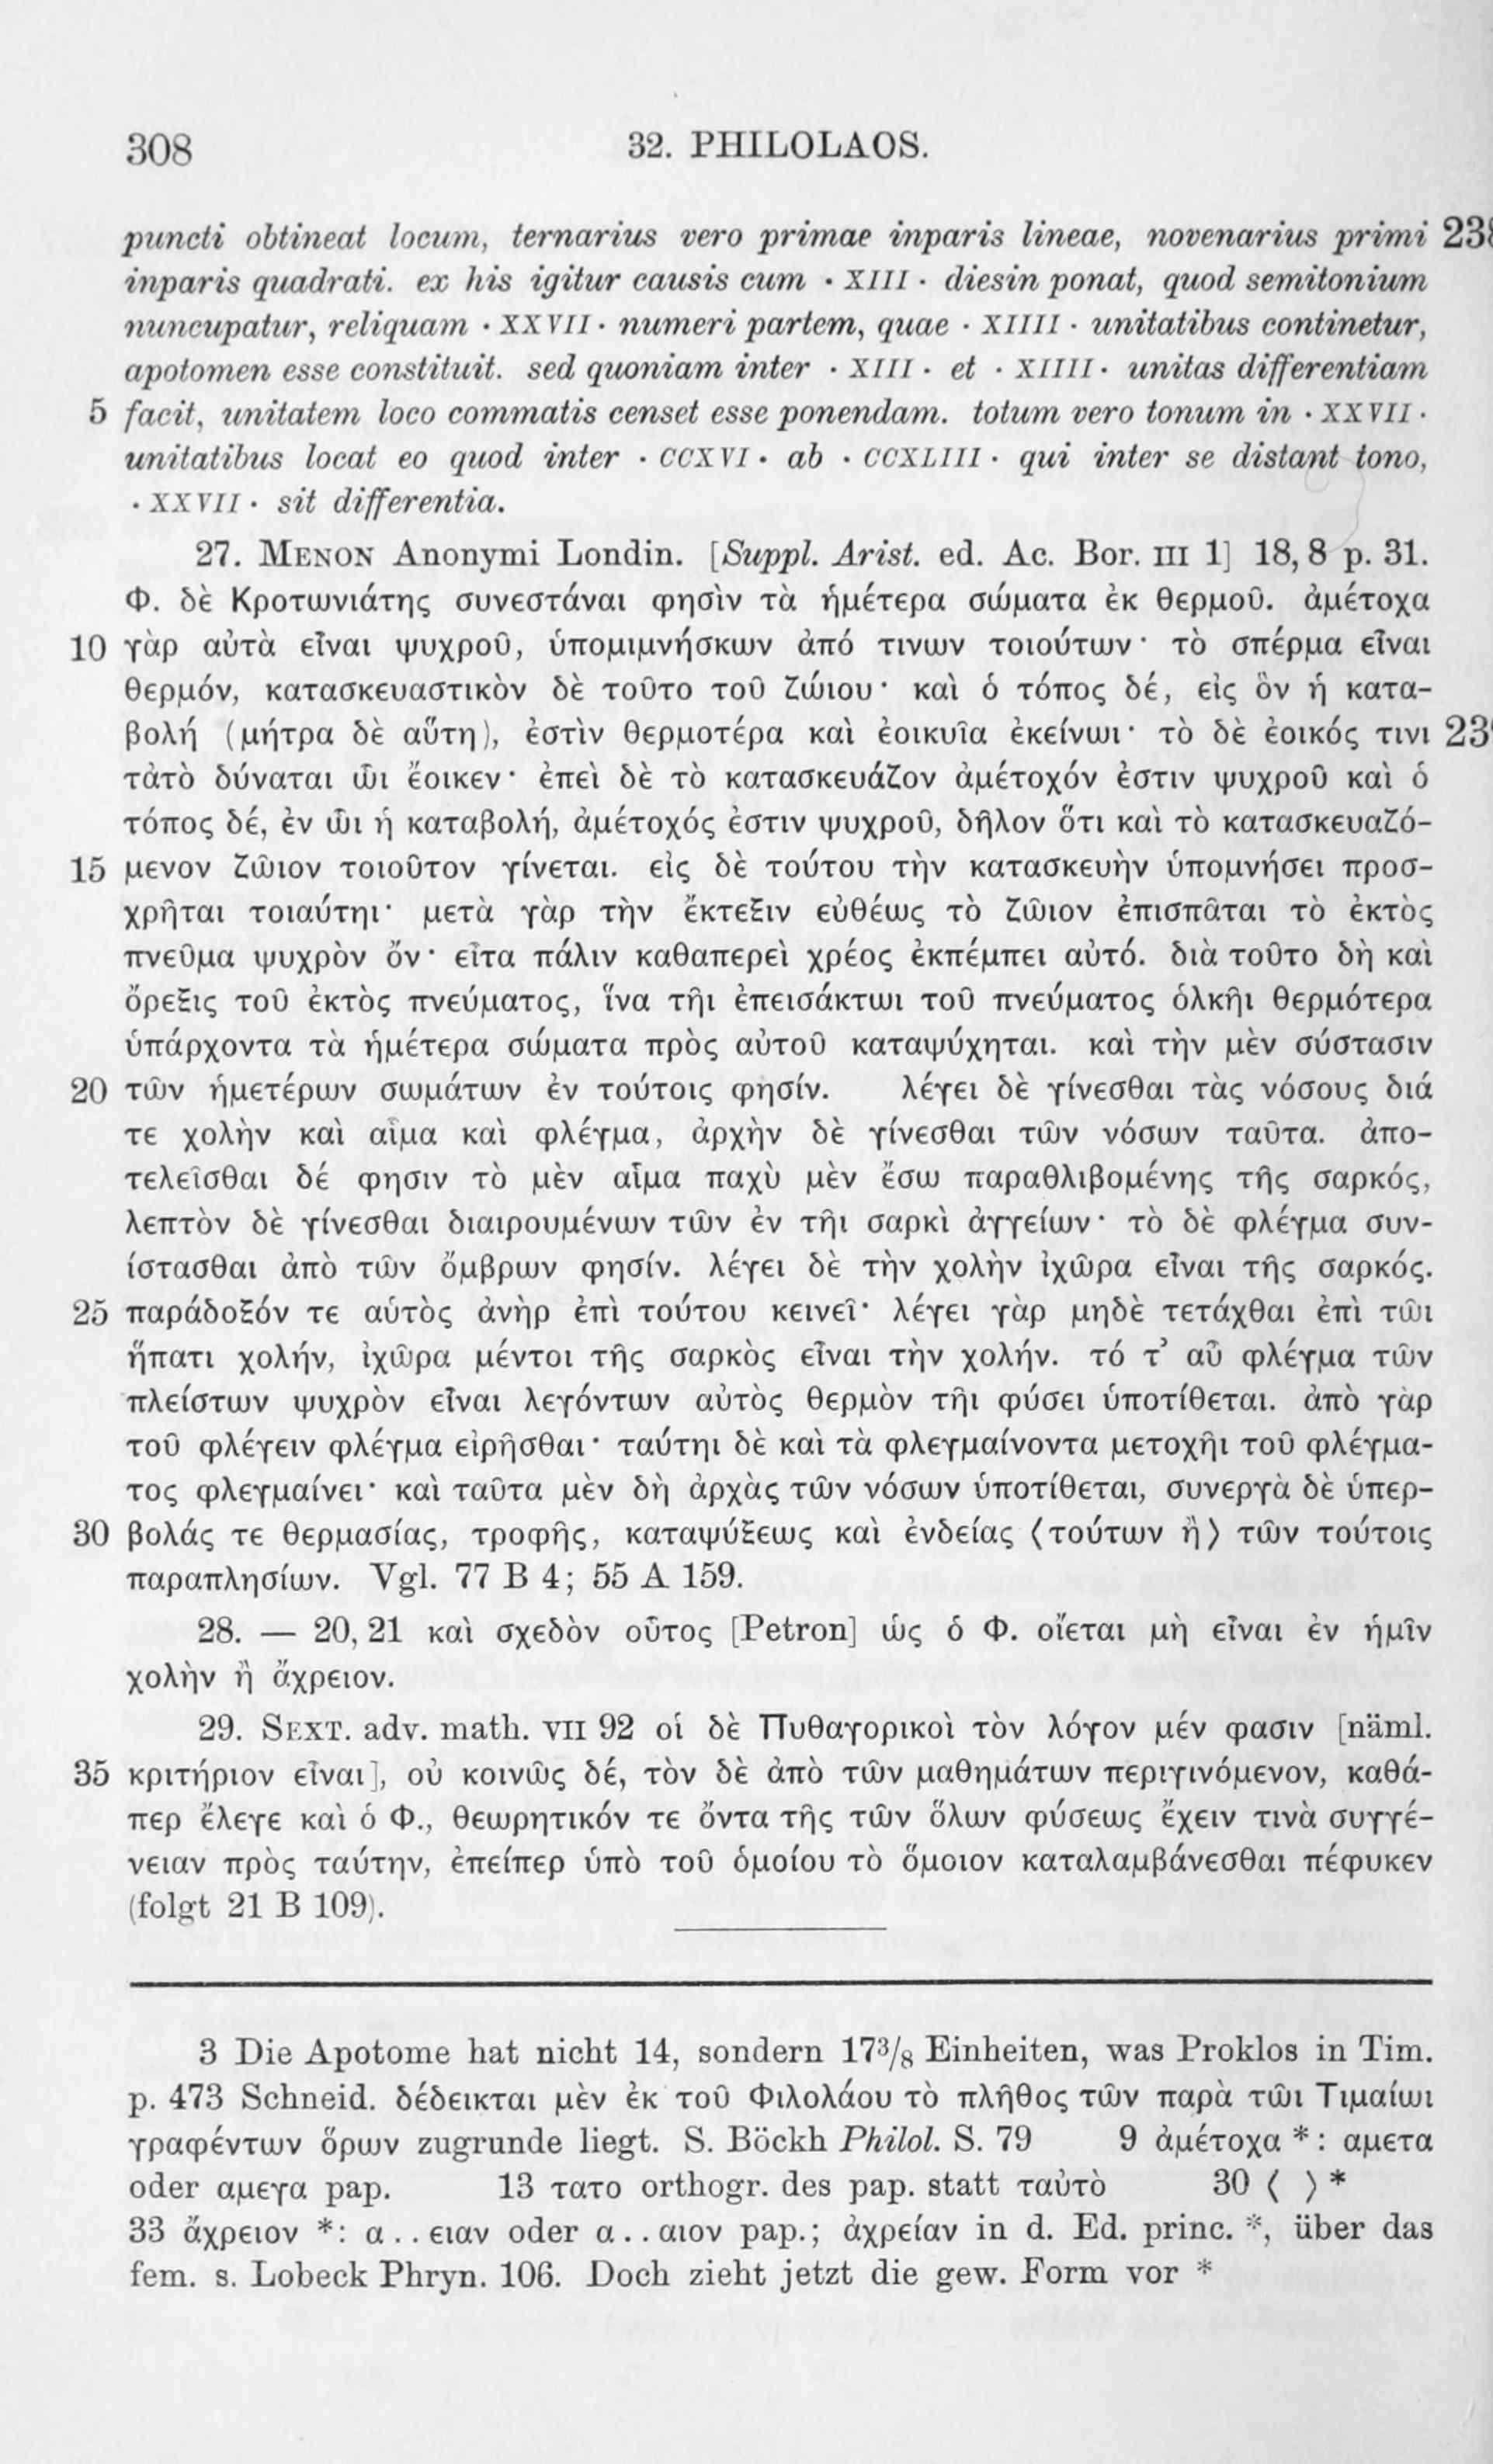 308
32. PHILOLAOS.
puncti obtineat locum, ternarius vero primae inparis lineae, novenarius primi
inparis quadrati. ex his igitur causis cum · XIII · diesin ponat, quod semitonium
nuncupatur, reliquam · XXVII · numeri partem, quae · XIIII · unitatibus continetur,
apotomen esse constituit. sed quoniam inter · XIII · et · XIIII · unitas differentiam
5 facit, unitatem loco commatis censet esse ponendam. totum vero tonum in · XXVII ·
unitatibus locat eo quod inter · CCXVI · ab · CCXLIII · qui inter se distant tono,
· XXVII · sit differentia.
27. MENON Anonymi Londin. [Suppl. Arist. ed. Ac. Bor. III 1] 18, 8 p. 31.
Φ. δὲ Κροτωνιάτης συνεστάναι φησὶν τὰ ἡμέτερα σώματα ἐκ θερμοῦ. ἀμέτοχα
10 γὰρ αὐτὰ εἶναι ψυχροῦ, ὑπομιμνήσκων ἀπό τινων τοιούτων· τὸ σπέρμα εἶναι
θερμόν, κατασκευαστικὸν δὲ τοῦτο τοῦ ζώιου· καὶ ὁ τόπος δέ, εἰς ὃν ἡ κατα-
βολή (μήτρα δὲ αὕτη), ἐστὶν θερμοτέρα καὶ ἐοικυῖα ἐκείνωι· τὸ δὲ ἐοικός τινι
τἀτὸ δύναται ὧι ἔοικεν· ἐπεὶ δὲ τὸ κατασκευάζον ἀμέτοχόν ἐστιν ψυχροῦ καὶ ὁ
τόπος δέ, ἐν ὧι ἡ καταβολή, ἀμέτοχός ἐστιν ψυχροῦ, δῆλον ὅτι καὶ τὸ κατασκευαζό-
15 μενον ζῶιον τοιοῦτον γίνεται. εἰς δὲ τούτου τὴν κατασκευὴν ὑπομνήσει προσ-
χρῆται τοιαύτηι· μετὰ γὰρ τὴν ἔκτεξιν εὐθέως τὸ ζῶιον ἐπισπᾶται τὸ ἐκτὸς
πνεῦμα ψυχρὸν ὄν· εἶτα πάλιν καθαπερεὶ χρέος ἐκπέμπει αὐτό. διὰ τοῦτο δὴ καὶ
ὄρεξις τοῦ ἐκτὸς πνεύματος, ἵνα τῆι ἐπεισάκτωι τοῦ πνεύματος ὁλκῆι θερμότερα
ὑπάρχοντα τὰ ἡμέτερα σώματα πρὸς αὐτοῦ καταψύχηται. καὶ τὴν μὲν σύστασιν
20 τῶν ἡμετέρων σωμάτων ἐν τούτοις φησίν. λέγει δὲ γίνεσθαι τὰς νόσους διά
τε χολὴν καὶ αἷμα καὶ φλέγμα, ἀρχὴν δὲ γίνεσθαι τῶν νόσων ταῦτα. ἀπο-
τελεῖσθαι δέ φησιν τὸ μὲν αἷμα παχὺ μὲν ἔσω παραθλιβομένης τῆς σαρκός,
λεπτὸν δὲ γίνεσθαι διαιρουμένων τῶν ἐν τῆι σαρκὶ ἀγγείων· τὸ δὲ φλέγμα συν-
ίστασθαι ἀπὸ τῶν ὄμβρων φησίν. λέγει δὲ τὴν χολὴν ἰχῶρα εἶναι τῆς σαρκός.
25 παράδοξόν τε αὑτὸς ἀνὴρ ἐπὶ τούτου κεινεῖ· λέγει γὰρ μηδὲ τετάχθαι ἐπὶ τῶι
ἥπατι χολήν, ἰχῶρα μέντοι τῆς σαρκὸς εἶναι τὴν χολήν. τό τ’ αὖ φλέγμα τῶν
πλείστων ψυχρὸν εἶναι λεγόντων αὐτὸς θερμὸν τῆι φύσει ὑποτίθεται. ἀπὸ γὰρ
τοῦ φλέγειν φλέγμα εἰρῆσθαι· ταύτηι δὲ καὶ τὰ φλεγμαίνοντα μετοχῆι τοῦ φλέγμα-
τος φλεγμαίνει· καὶ ταῦτα μὲν δὴ ἀρχὰς τῶν νόσων ὑποτίθεται, συνεργὰ δὲ ὑπερ-
30 βολάς τε θερμασίας, τροφῆς, καταψύξεως καὶ ἐνδείας ⟨τούτων ἢ⟩ τῶν τούτοις
παραπλησίων. Vgl. 77 B 4; 55 A 159.
28. — 20, 21 καὶ σχεδὸν οὗτος [Petron] ὡς ὁ Φ. οἴεται μὴ εἶναι ἐν ἡμῖν
χολὴν ἢ ἄχρειον.
29. SEXT. adv. math. VII 92 οἱ δὲ Πυθαγορικοὶ τὸν λόγον μέν φασιν [näml.
35 κριτήριον εἶναι], οὐ κοινῶς δέ, τὸν δὲ ἀπὸ τῶν μαθημάτων περιγινόμενον, καθά-
περ ἔλεγε καὶ ὁ Φ., θεωρητικόν τε ὄντα τῆς τῶν ὅλων φύσεως ἔχειν τινὰ συγγέ-
νειαν πρὸς ταύτην, ἐπείπερ ὑπὸ τοῦ ὁμοίου τὸ ὅμοιον καταλαμβάνεσθαι πέφυκεν
(folgt 21 B 109).
3 Die Apotome hat nicht 14, sondern 17³/₈ Einheiten, was Proklos in Tim.
p. 473 Schneid. δέδεικται μὲν ἐκ τοῦ Φιλολάου τὸ πλῆθος τῶν παρὰ τῶι Τιμαίωι
γραφέντων ὅρων zugrunde liegt. S. Böckh Philol. S. 79 9 ἀμέτοχα *: αμετα
oder αμεγα pap. 13 τατο orthogr. des pap. statt ταὐτὸ 30 ⟨ ⟩ *
33 ἄχρειον *: α . . ειαν oder α . . αιον pap.; ἀχρείαν in d. Ed. princ. *, über das
fem. s. Lobeck Phryn. 106. Doch zieht jetzt die gew. Form vor *